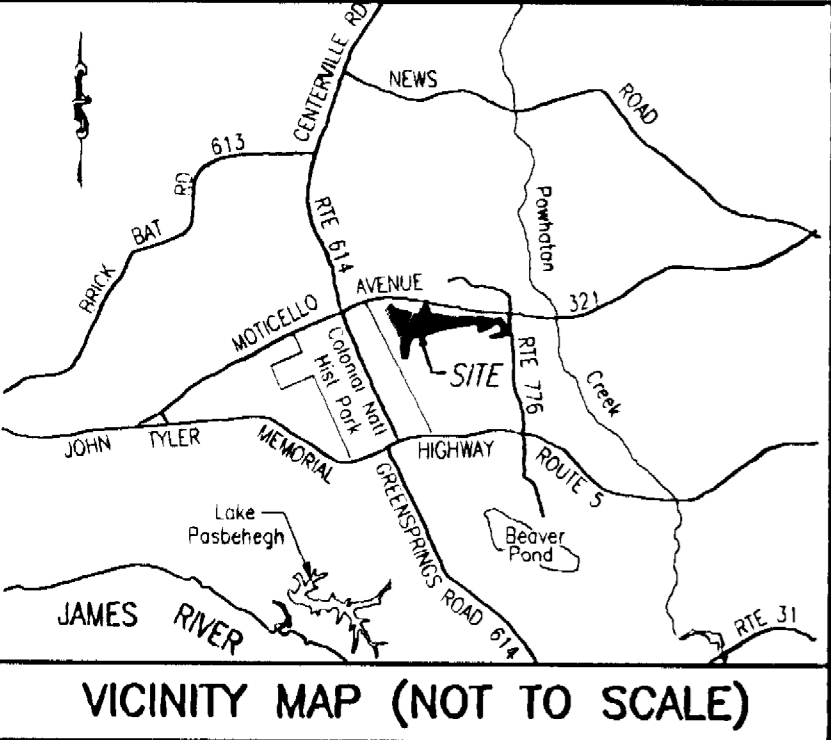 CENTERVILLE RD
NEWS ROAD
613
BRICK BAT RD
RTE 614
Powhatan Creek
MOTICELLO AVENUE
321
Colonial Natl
Hist Park
SITE
RTE 776
JOHN TYLER MEMORIAL HIGHWAY ROUTE 5
GREENSPRINGS ROAD 614
Lake
Pasbehegh
Beaver
Pond
JAMES RIVER
RTE 31
VICINITY MAP (NOT TO SCALE)